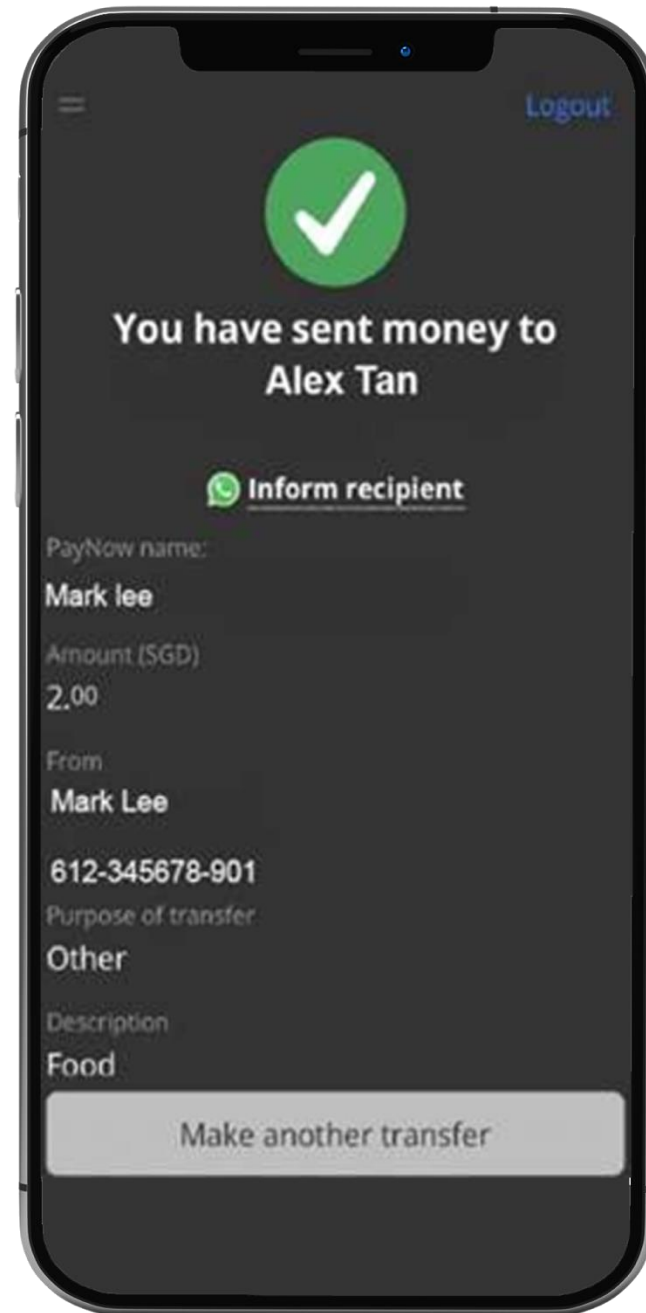 Logout
You have sent money to
Alex Tan
Inform recipient
PayNow name:
Mark lee
Amount (SGD)
2.00
From
Mark Lee
612-345678-901
Purpose of transfer
Other
Description
Food
Make another transfer